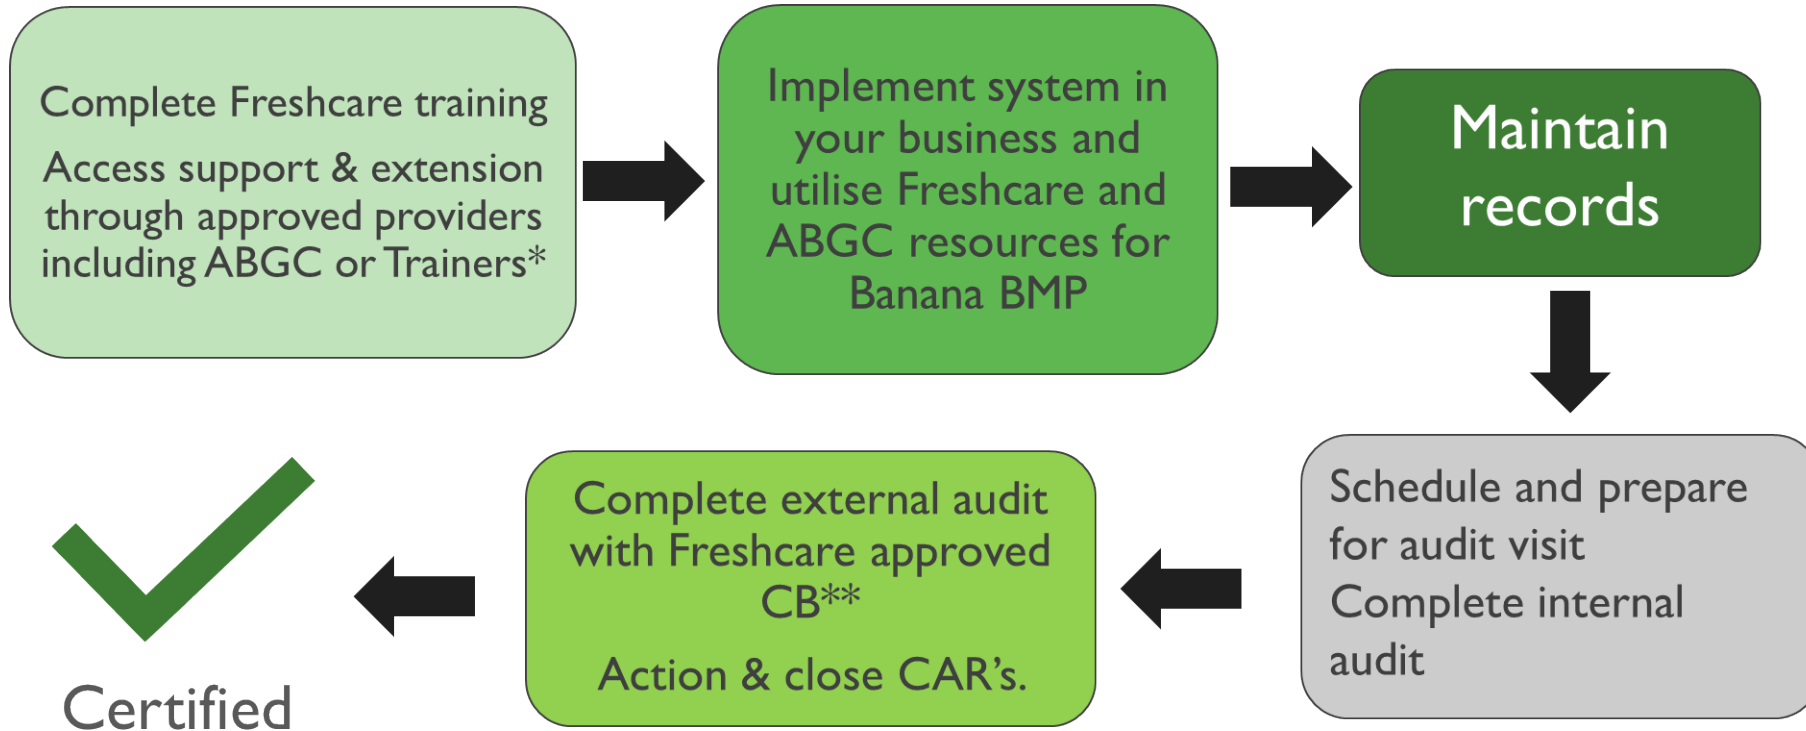 Complete Freshcare training
Access support & extension
through approved providers
including ABGC or Trainers*
Implement system in
your business and
utilise Freshcare and
ABGC resources for
Banana BMP
Maintain
records
Schedule and prepare
for audit visit
Complete internal
audit
Complete external audit
with Freshcare approved
CB**
Action & close CAR’s.
Certified